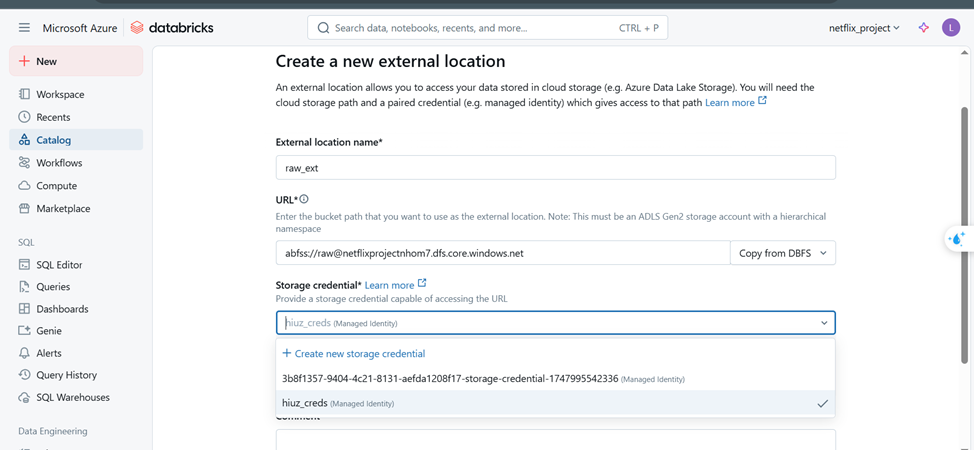 Microsoft Azure
databricks
Search data, notebooks, recents, and more...
CTRL + P
netflix_project
L
New
Workspace
Recents
Catalog
Workflows
Compute
Marketplace
SQL
SQL Editor
Queries
Dashboards
Genie
Alerts
Query History
SQL Warehouses
Data Engineering
Create a new external location
An external location allows you to access your data stored in cloud storage (e.g. Azure Data Lake Storage). You will need the
cloud storage path and a paired credential (e.g. managed identity) which gives access to that path Learn more
External location name*
raw_ext
URL*
Enter the bucket path that you want to use as the external location. Note: This must be an ADLS Gen2 storage account with a hierarchical
namespace
abfss://raw@netflixprojectnhom7.dfs.core.windows.net
Copy from DBFS
Storage credential* Learn more
Provide a storage credential capable of accessing the URL
hiuz_creds (Managed Identity)
+ Create new storage credential
3b8f1357-9404-4c21-8131-aefda1208f17-storage-credential-1747995542336 (Managed Identity)
hiuz_creds (Managed Identity)
Comment